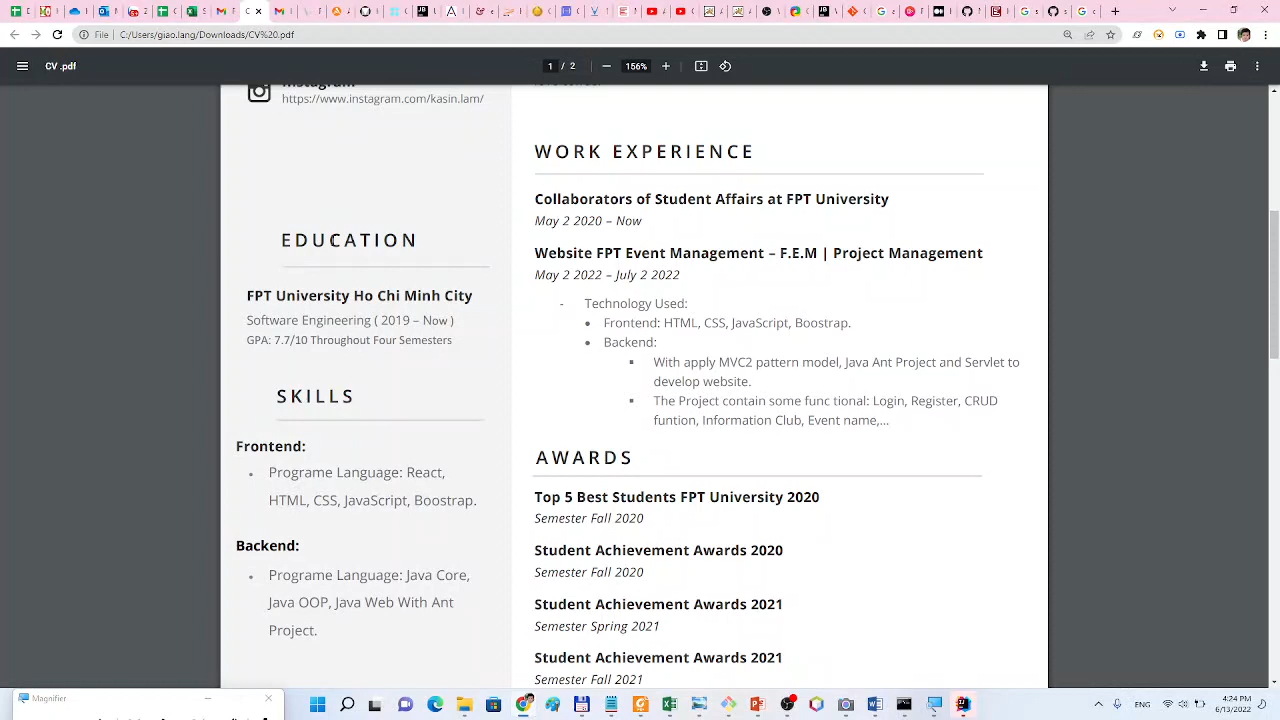 File | C:/Users/giao.lang/Downloads/CV%20.pdf
CV .pdf
1 / 2
156%
Instagram
https://www.instagram.com/kasin.lam/
EDUCATION
FPT University Ho Chi Minh City
Software Engineering ( 2019 – Now )
GPA: 7.7/10 Throughout Four Semesters
SKILLS
Frontend:
• Programe Language: React,
HTML, CSS, JavaScript, Boostrap.
Backend:
• Programe Language: Java Core,
Java OOP, Java Web With Ant
Project.
WORK EXPERIENCE
Collaborators of Student Affairs at FPT University
May 2 2020 – Now
Website FPT Event Management – F.E.M | Project Management
May 2 2022 – July 2 2022
- Technology Used:
• Frontend: HTML, CSS, JavaScript, Boostrap.
• Backend:
▪ With apply MVC2 pattern model, Java Ant Project and Servlet to
develop website.
▪ The Project contain some func tional: Login, Register, CRUD
funtion, Information Club, Event name,...
AWARDS
Top 5 Best Students FPT University 2020
Semester Fall 2020
Student Achievement Awards 2020
Semester Fall 2020
Student Achievement Awards 2021
Semester Spring 2021
Student Achievement Awards 2021
Semester Fall 2021
Magnifier
ENG
4:24 PM
6/13/2022